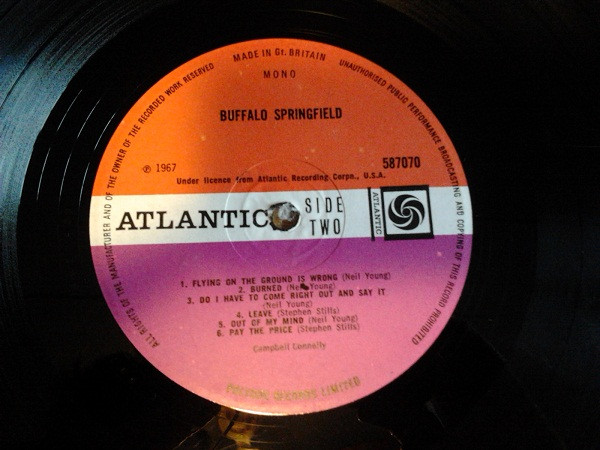 MADE IN Gt. BRITAIN
MONO
BUFFALO SPRINGFIELD
℗ 1967
587070
Under licence from Atlantic Recording Corpn., U.S.A.
ATLANTIC
SIDE
TWO
ATLANTIC
1. FLYING ON THE GROUND IS WRONG (Neil Young)
2. BURNED (Neil Young)
3. DO I HAVE TO COME RIGHT OUT AND SAY IT
(Neil Young)
4. LEAVE (Stephen Stills)
5. OUT OF MY MIND (Neil Young)
6. PAY THE PRICE (Stephen Stills)
Campbell Connelly
POLYDOR RECORDS LIMITED
ALL RIGHTS OF THE MANUFACTURER AND OF THE OWNER OF THE RECORDED WORK RESERVED
UNAUTHORISED PUBLIC PERFORMANCE BROADCASTING AND COPYING OF THIS RECORD PROHIBITED